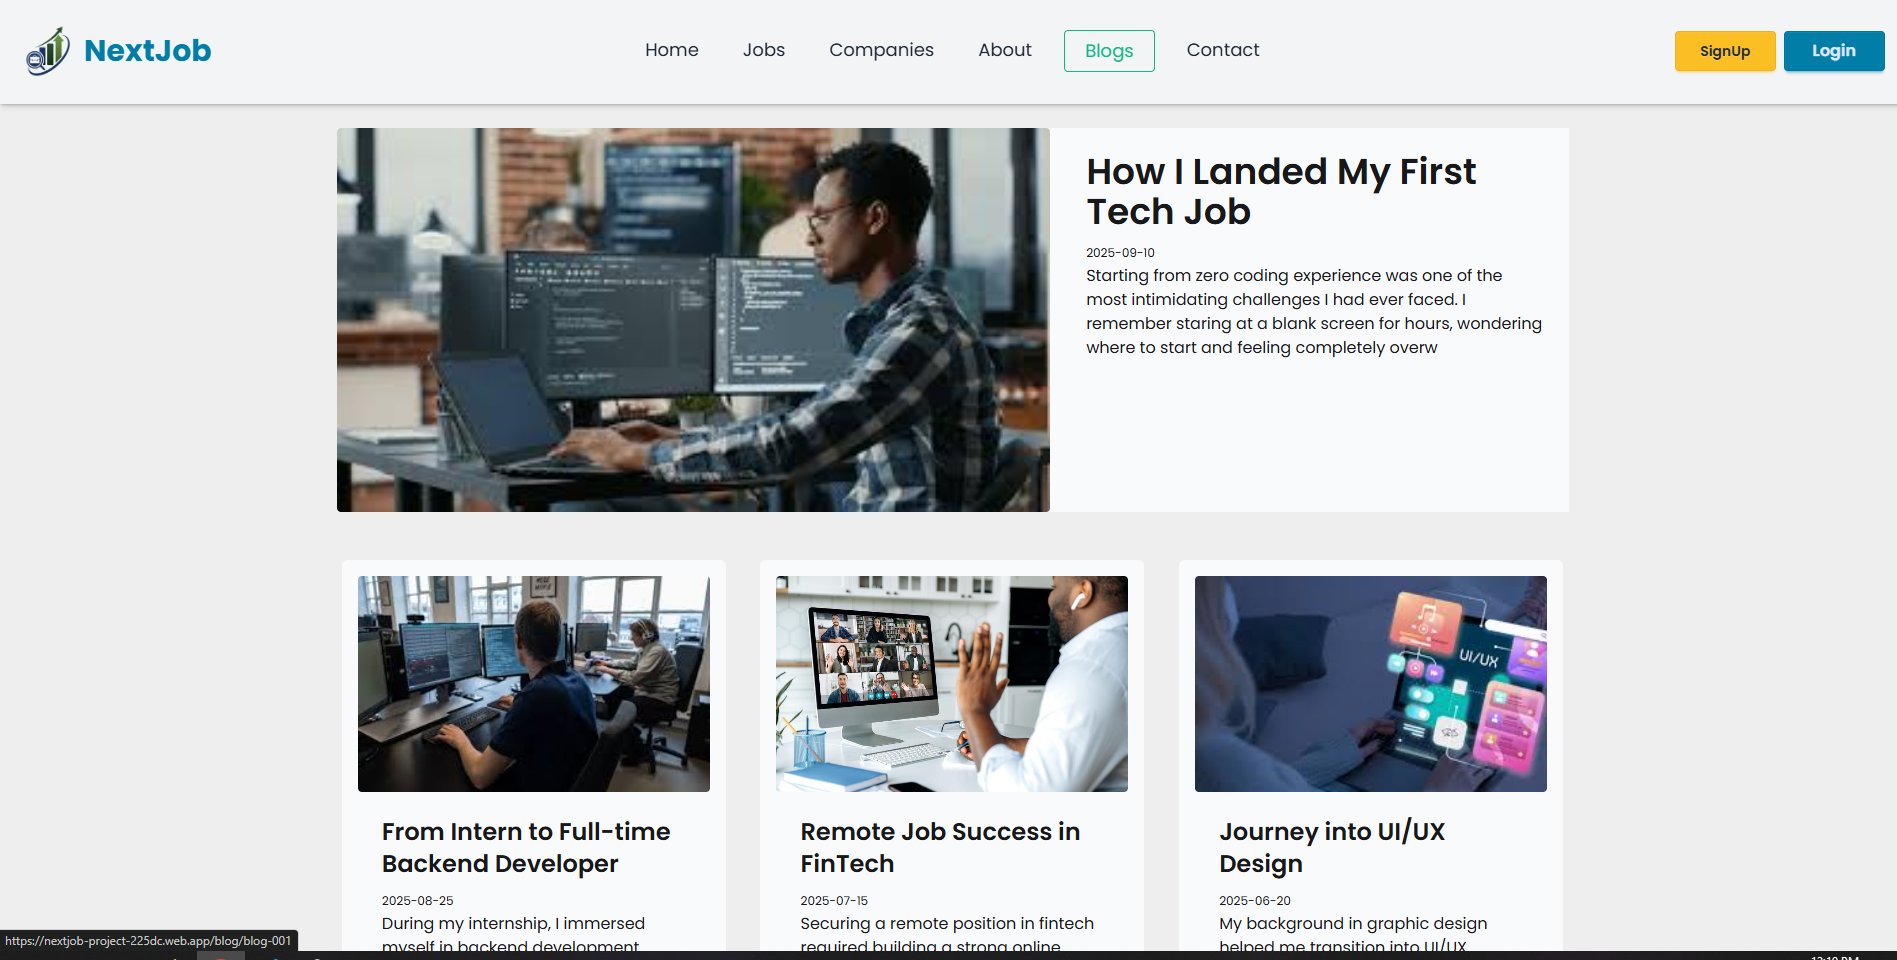 NextJob
Home Jobs Companies About Blogs Contact
SignUp Login
How I Landed My First
Tech Job
2025-09-10
Starting from zero coding experience was one of the
most intimidating challenges I had ever faced. I
remember staring at a blank screen for hours, wondering
where to start and feeling completely overw
UI/UX
From Intern to Full-time
Backend Developer
2025-08-25
During my internship, I immersed
myself in backend development
Remote Job Success in
FinTech
2025-07-15
Securing a remote position in fintech
required building a strong online
Journey into UI/UX
Design
2025-06-20
My background in graphic design
helped me transition into UI/UX
https://nextjob-project-225dc.web.app/blog/blog-001